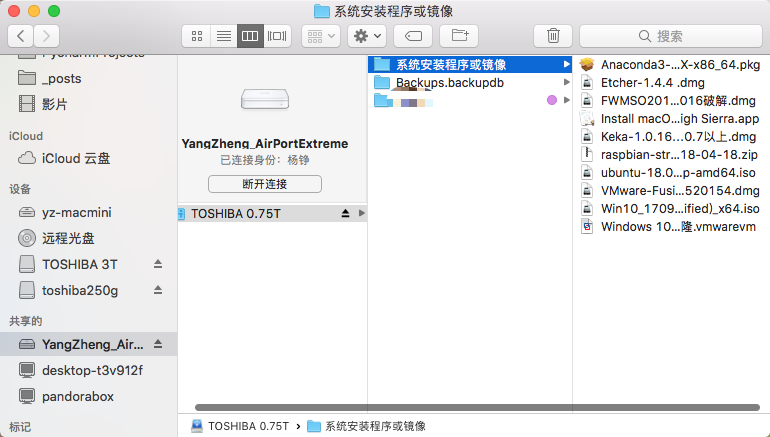 系统安装程序或镜像
搜索
_posts
影片
iCloud
iCloud 云盘
设备
yz-macmini
远程光盘
TOSHIBA 3T
toshiba250g
共享的
YangZheng_Air...
desktop-t3v912f
pandorabox
标记
YangZheng_AirPortExtreme
已连接身份：杨铮
断开连接
TOSHIBA 0.75T
系统安装程序或镜像
Backups.backupdb
Anaconda3-...X-x86_64.pkg
Etcher-1.4.4 .dmg
FWMSO201...016破解.dmg
Install macO...igh Sierra.app
Keka-1.0.16...0.7以上.dmg
raspbian-str...18-04-18.zip
ubuntu-18.0...p-amd64.iso
VMware-Fusi...520154.dmg
Win10_1709...ified)_x64.iso
Windows 10...隆.vmwarevm
TOSHIBA 0.75T › 系统安装程序或镜像